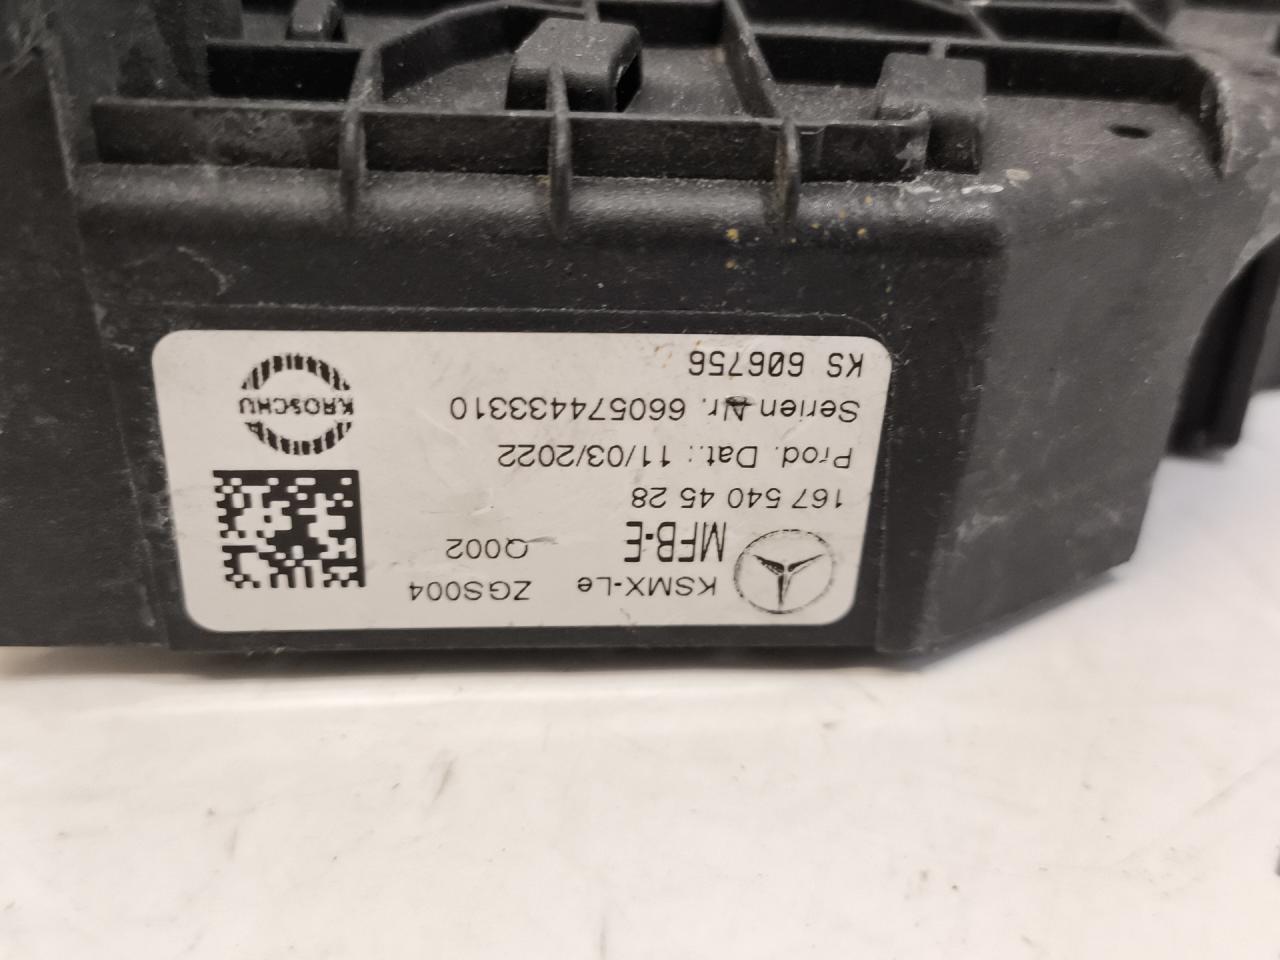 KSMX-Le ZGS004
MFB-E Q002
167 540 45 28
Prod. Dat.: 11/03/2022
Serien Nr. 660574433310
KS 606756
KROSCHU